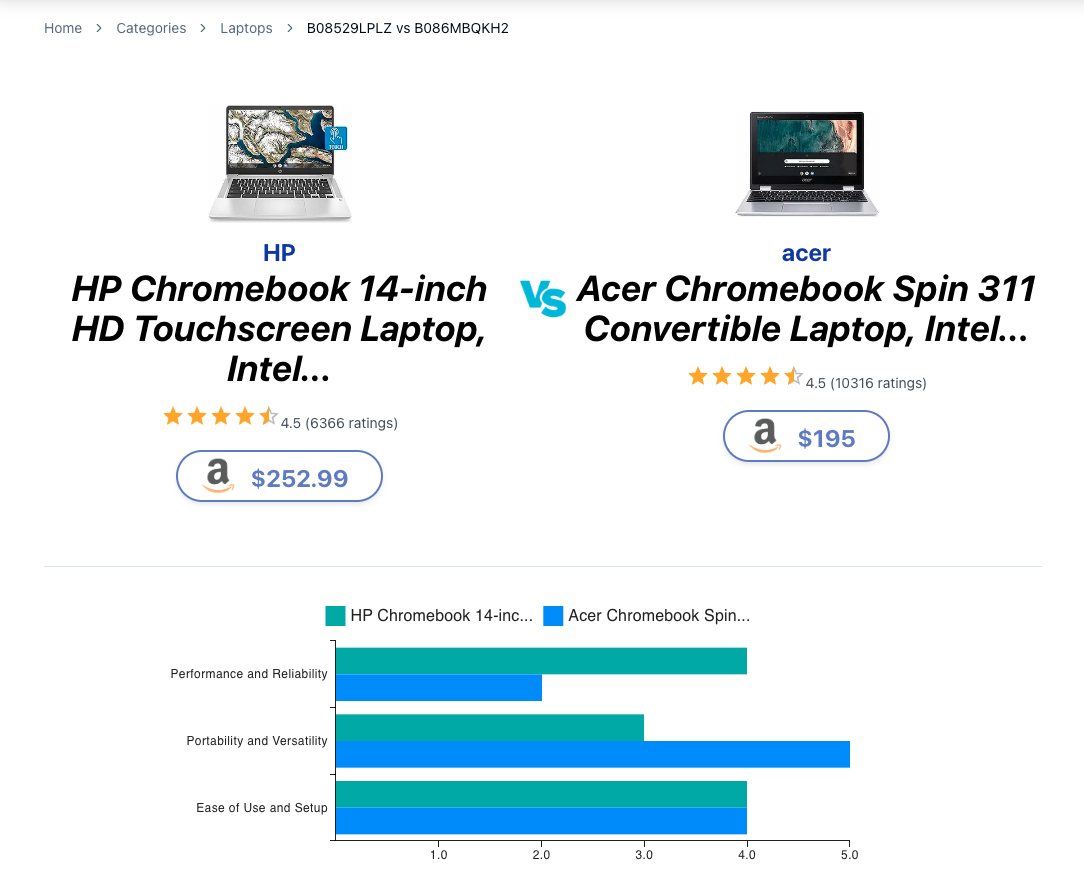 Home > Categories > Laptops > B08529LPLZ vs B086MBQKH2
TOUCH
HP
HP Chromebook 14-inch
HD Touchscreen Laptop,
Intel...
4.5 (6366 ratings)
a $252.99
VS
acer
acer
Acer Chromebook Spin 311
Convertible Laptop, Intel...
4.5 (10316 ratings)
a $195
HP Chromebook 14-inc... Acer Chromebook Spin...
Performance and Reliability
Portability and Versatility
Ease of Use and Setup
1.0 2.0 3.0 4.0 5.0